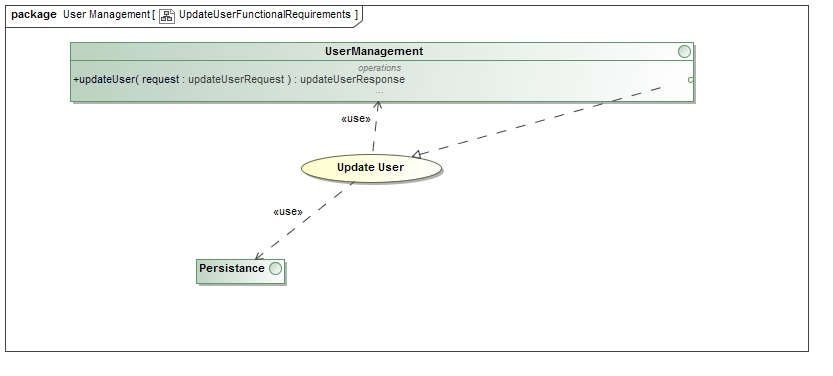 package User Management [ UpdateUserFunctionalRequirements ]
UserManagement
operations
+updateUser( request : updateUserRequest ) : updateUserResponse
...
«use»
Update User
«use»
Persistance